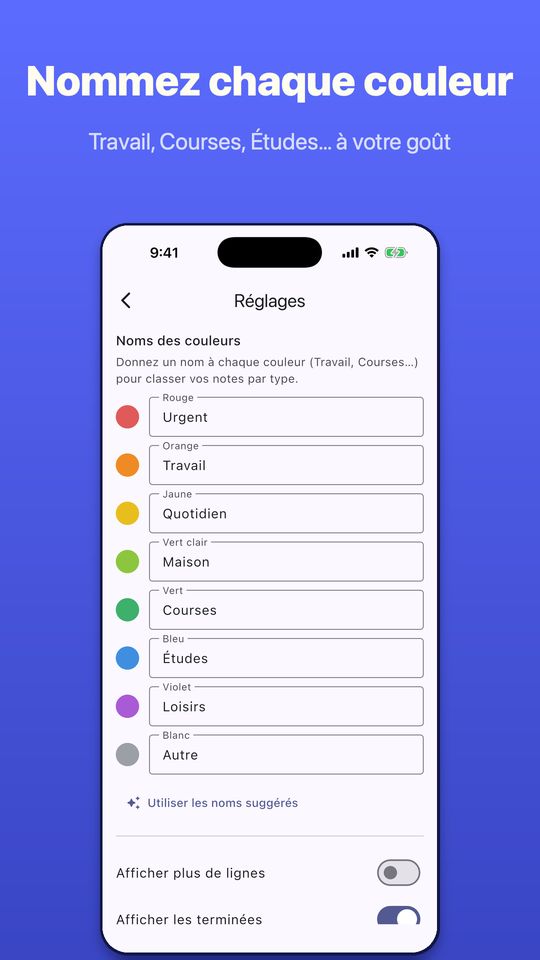 Nommez chaque couleur
Travail, Courses, Études... à votre goût
9:41
Réglages
Noms des couleurs
Donnez un nom à chaque couleur (Travail, Courses...)
pour classer vos notes par type.
Rouge
Urgent
Orange
Travail
Jaune
Quotidien
Vert clair
Maison
Vert
Courses
Bleu
Études
Violet
Loisirs
Blanc
Autre
Utiliser les noms suggérés
Afficher plus de lignes
Afficher les terminées